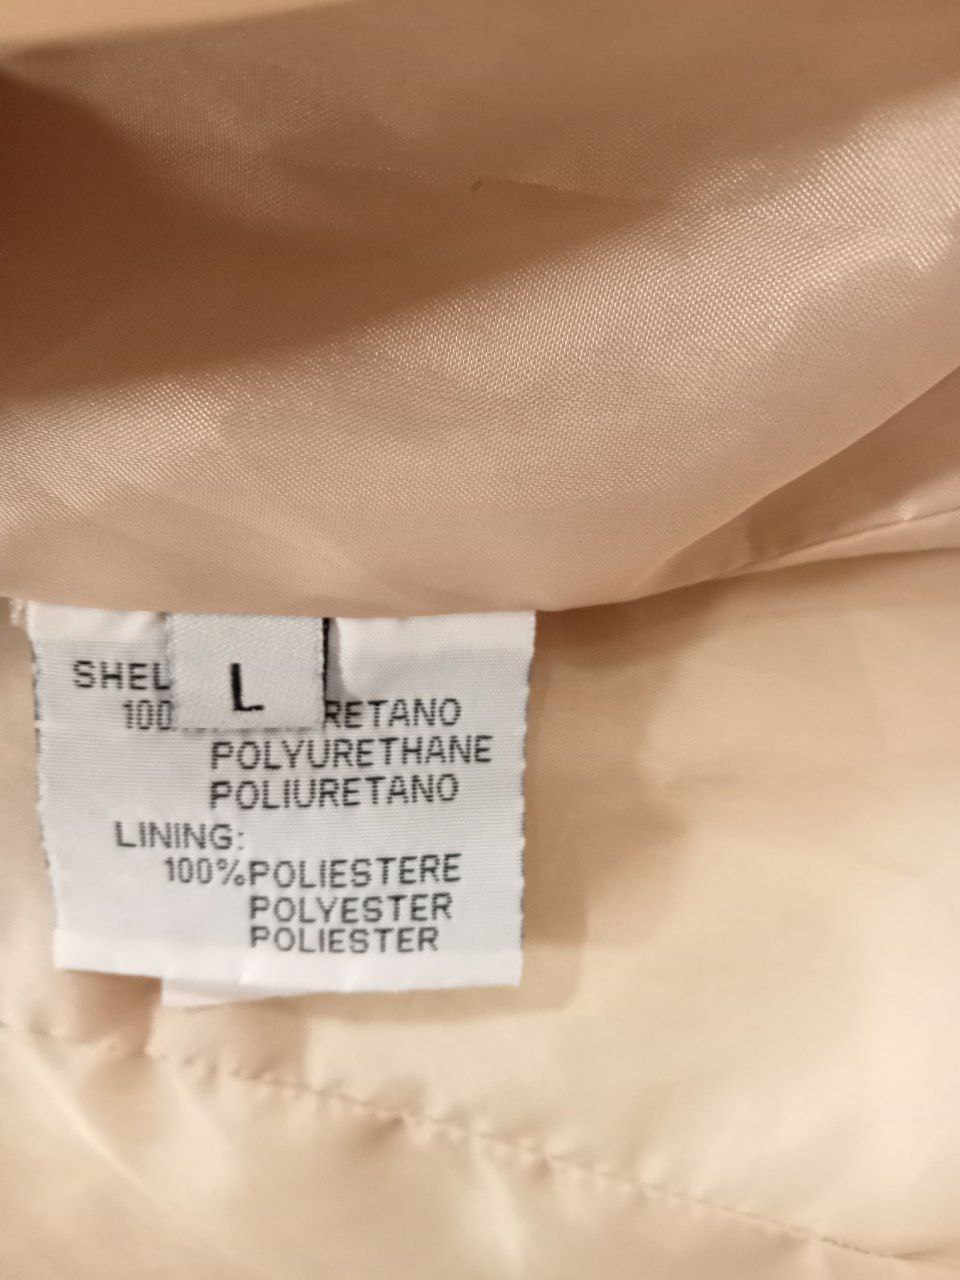 L
SHEL
100 RETANO
POLYURETHANE
POLIURETANO
LINING:
100%POLIESTERE
POLYESTER
POLIESTER